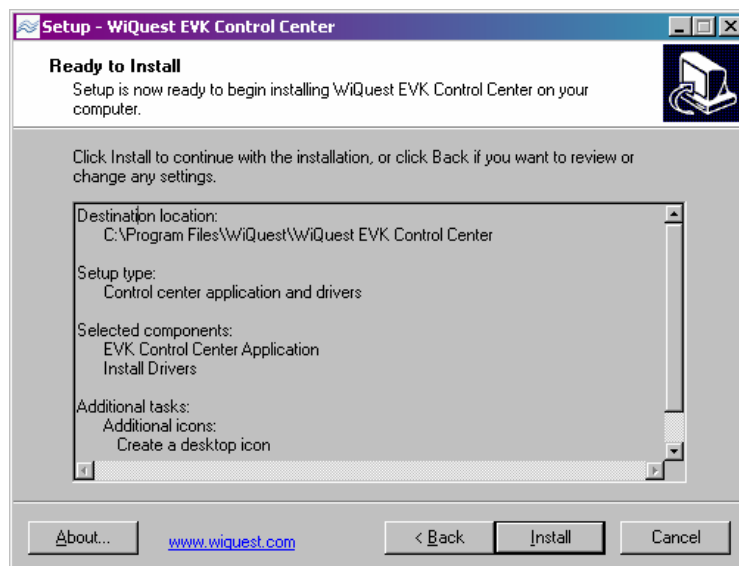 Setup - WiQuest EVK Control Center
Ready to Install
Setup is now ready to begin installing WiQuest EVK Control Center on your
computer.
Click Install to continue with the installation, or click Back if you want to review or
change any settings.
Destination location:
C:\Program Files\WiQuest\WiQuest EVK Control Center
Setup type:
Control center application and drivers
Selected components:
EVK Control Center Application
Install Drivers
Additional tasks:
Additional icons:
Create a desktop icon
About... www.wiquest.com < Back Install Cancel